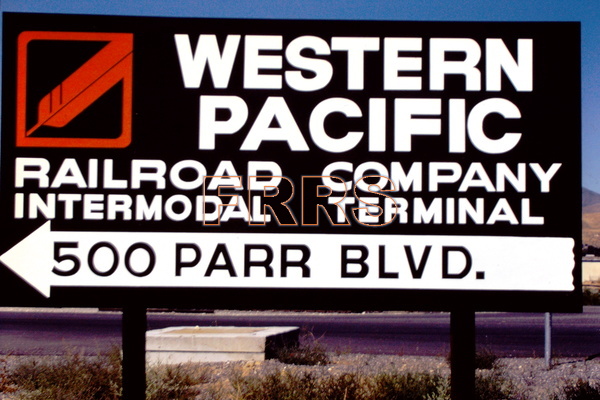 WESTERN
PACIFIC
RAILROAD COMPANY
INTERMODAL TERMINAL
FRRS
500 PARR BLVD.